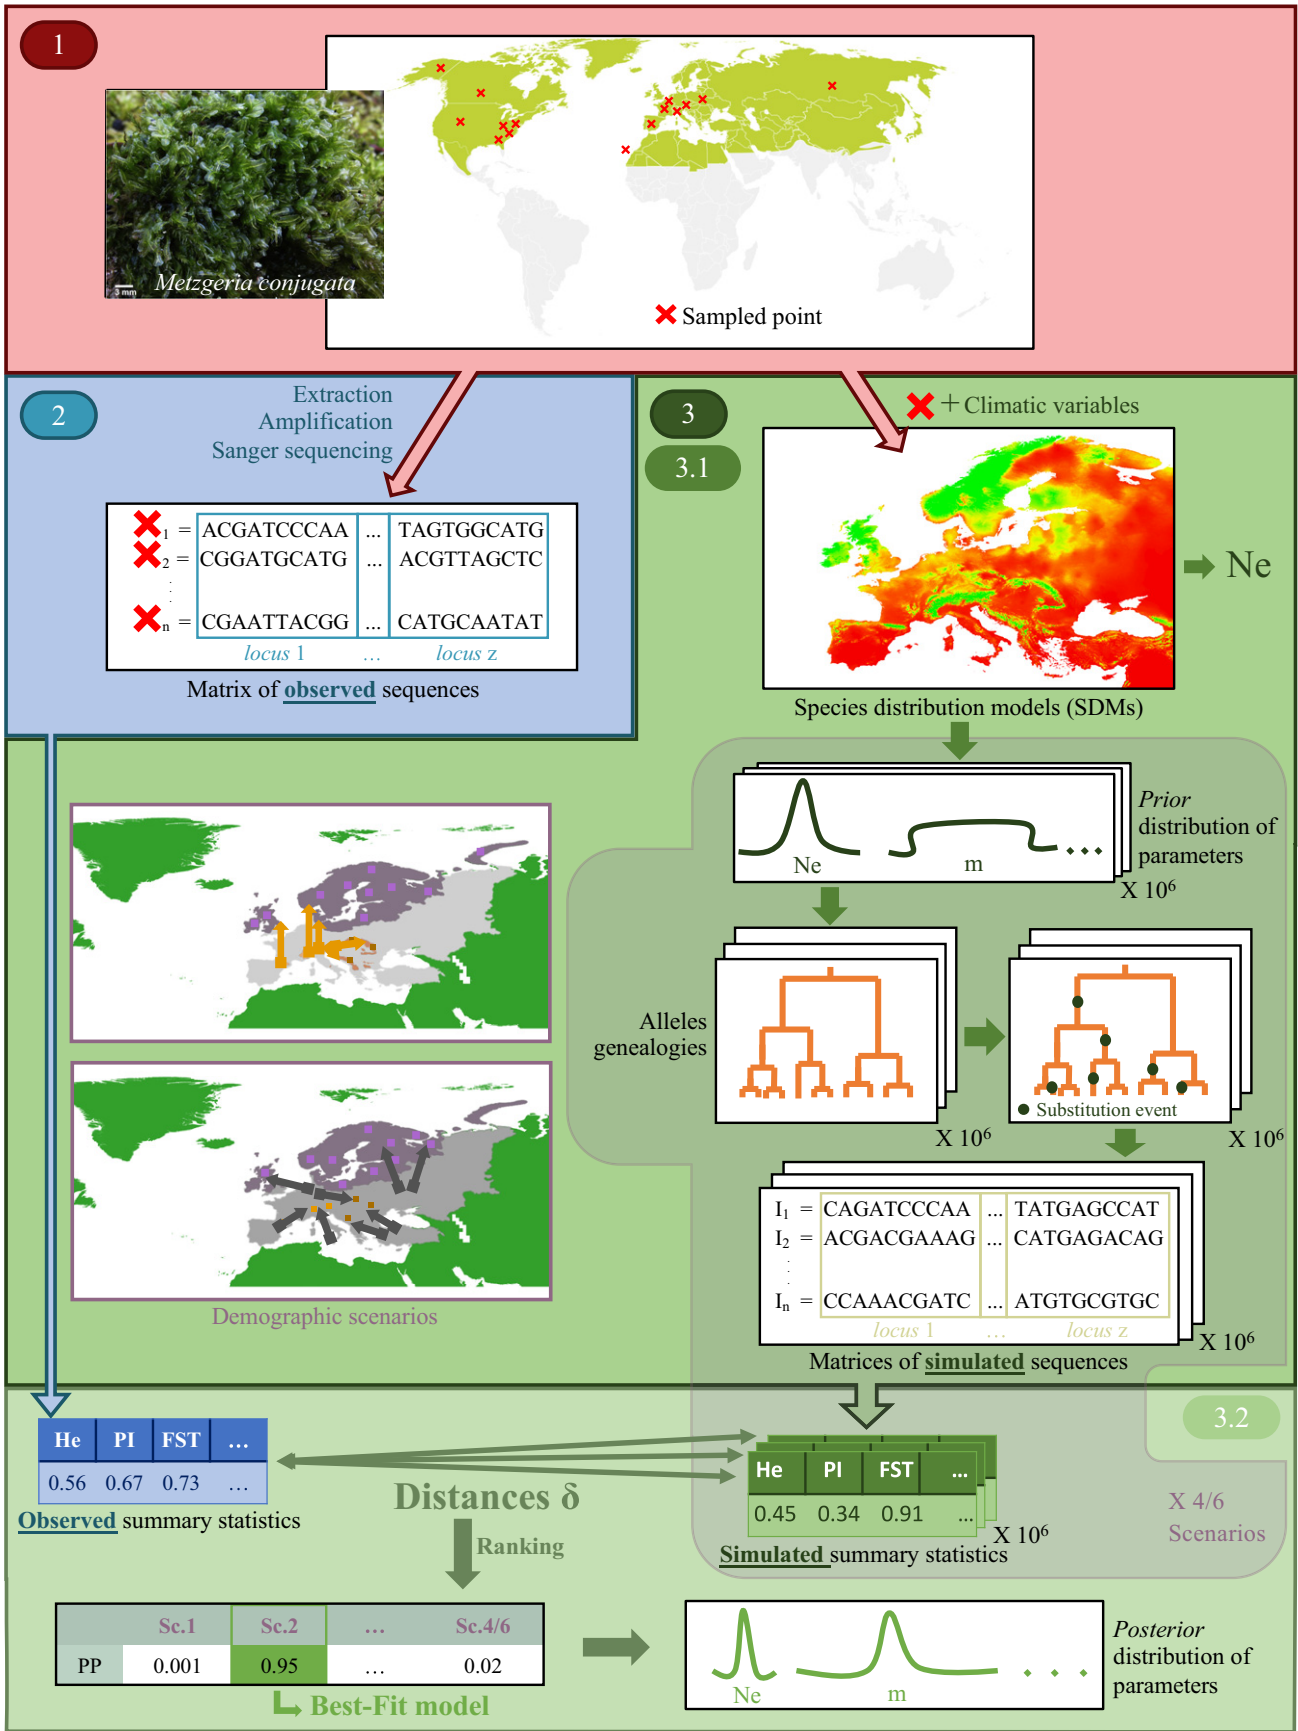 1
Metzgeria conjugata
3 mm
Sampled point
2
Extraction
Amplification
Sanger sequencing
1 = ACGATCCCAA ... TAGTGGCATG
2 = CGGATGCATG ... ACGTTAGCTC
n = CGAATTACGG ... CATGCAATAT
locus 1 ... locus z
Matrix of observed sequences
3
3.1
+ Climatic variables
Ne
Species distribution models (SDMs)
Prior
distribution of
parameters
Ne
m
X 10⁶
Alleles
genealogies
X 10⁶
Substitution event
X 10⁶
I1 = CAGATCCCAA ... TATGAGCCAT
I2 = ACGACGAAAG ... CATGAGACAG
In = CCAAACGATC ... ATGTGCGTGC
locus 1 ... locus z
X 10⁶
Matrices of simulated sequences
Demographic scenarios
3.2
He PI FST ...
0.56 0.67 0.73 ...
Observed summary statistics
Distances δ
Ranking
He PI FST ...
0.45 0.34 0.91 ...
X 10⁶
Simulated summary statistics
X 4/6
Scenarios
Sc.1 Sc.2 ... Sc.4/6
PP 0.001 0.95 ... 0.02
Best-Fit model
Ne
m
Posterior
distribution of
parameters